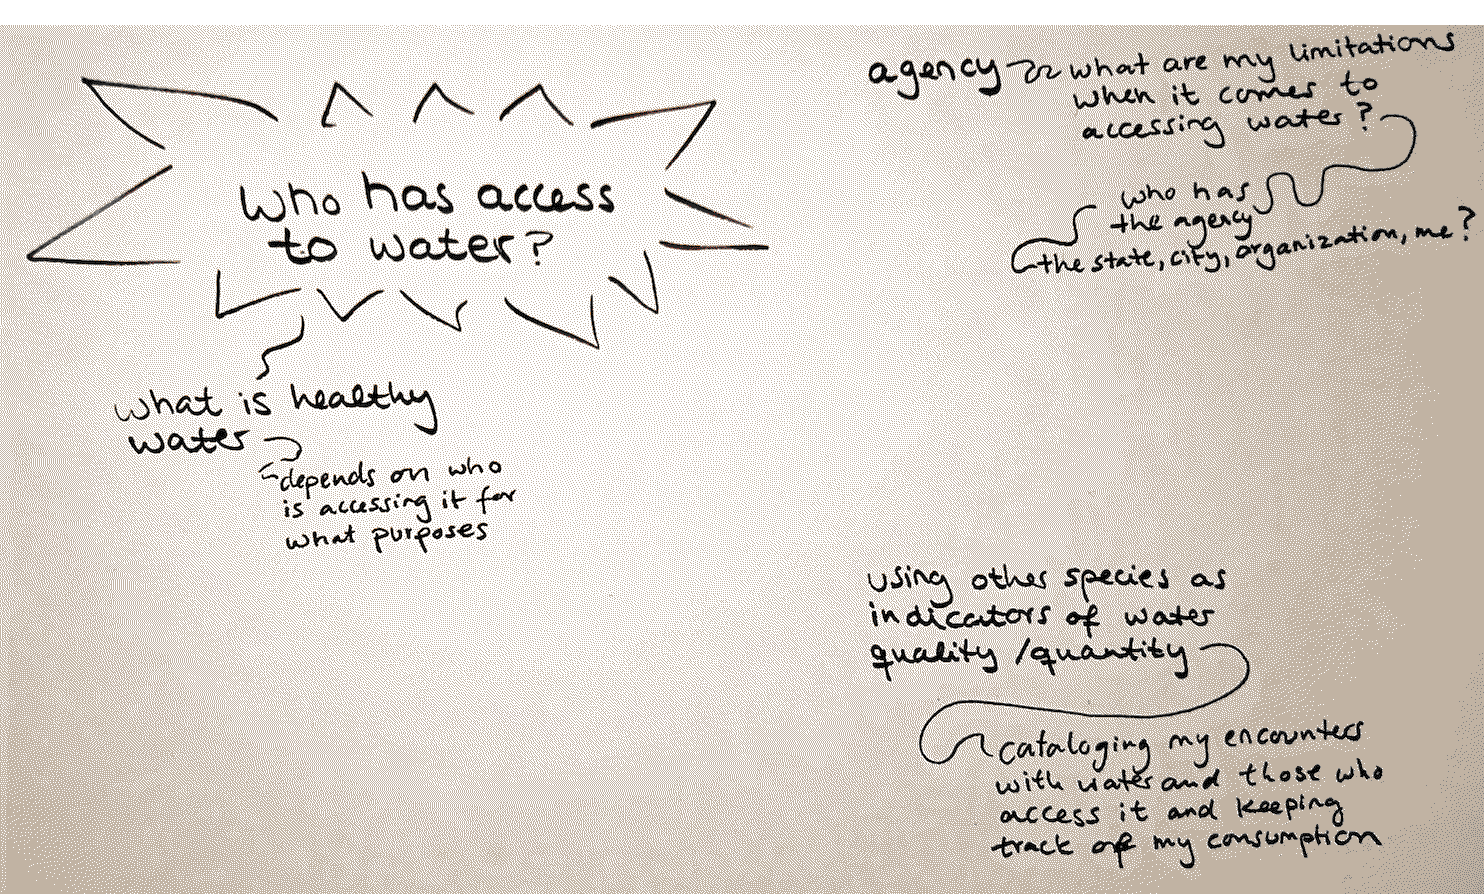 who has access
to water?
what is healthy
water
depends on who
is accessing it for
what purposes
agency
what are my limitations
when it comes to
accessing water?
who has
the agency
the state, city, organization, me?
using other species as
indicators of water
quality/quantity
cataloging my encounters
with water and those who
access it and keeping
track of my consumption